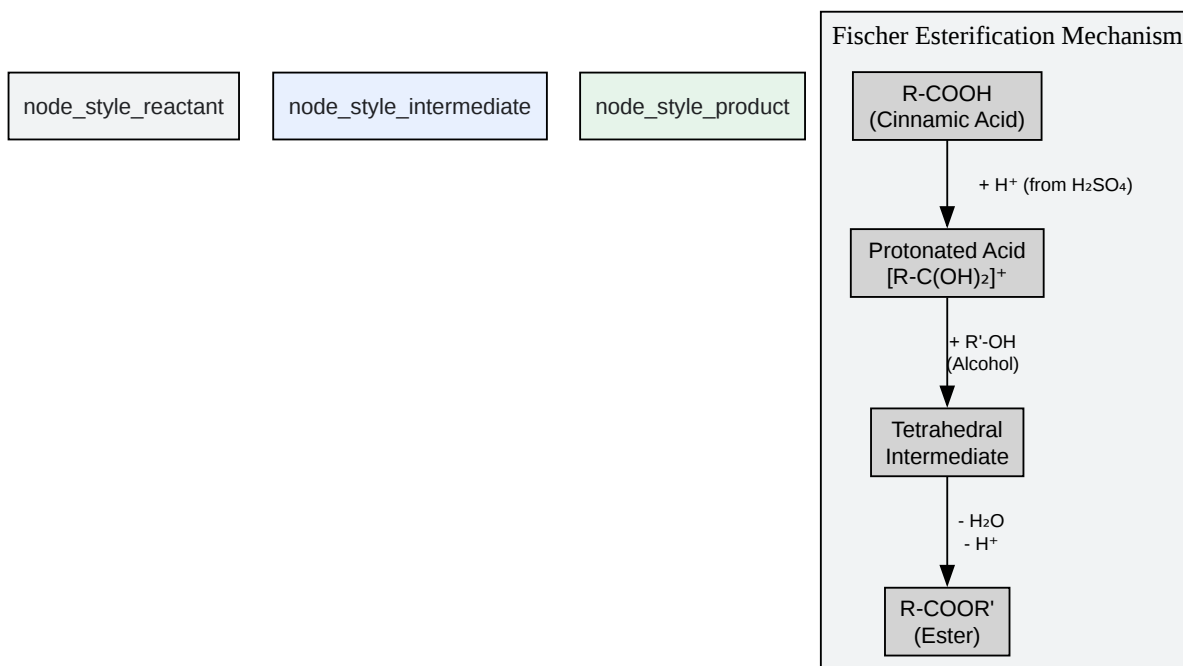 node_style_reactant
node_style_intermediate
node_style_product
Fischer Esterification Mechanism
R-COOH
(Cinnamic Acid)
+ H⁺ (from H₂SO₄)
Protonated Acid
[R-C(OH)₂]⁺
+ R'-OH
(Alcohol)
Tetrahedral
Intermediate
- H₂O
- H⁺
R-COOR'
(Ester)